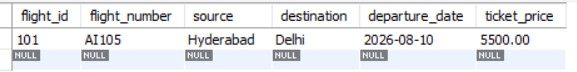 flight_id flight_number source destination departure_date ticket_price
101 AI105 Hyderabad Delhi 2026-08-10 5500.00
NULL NULL NULL NULL NULL NULL